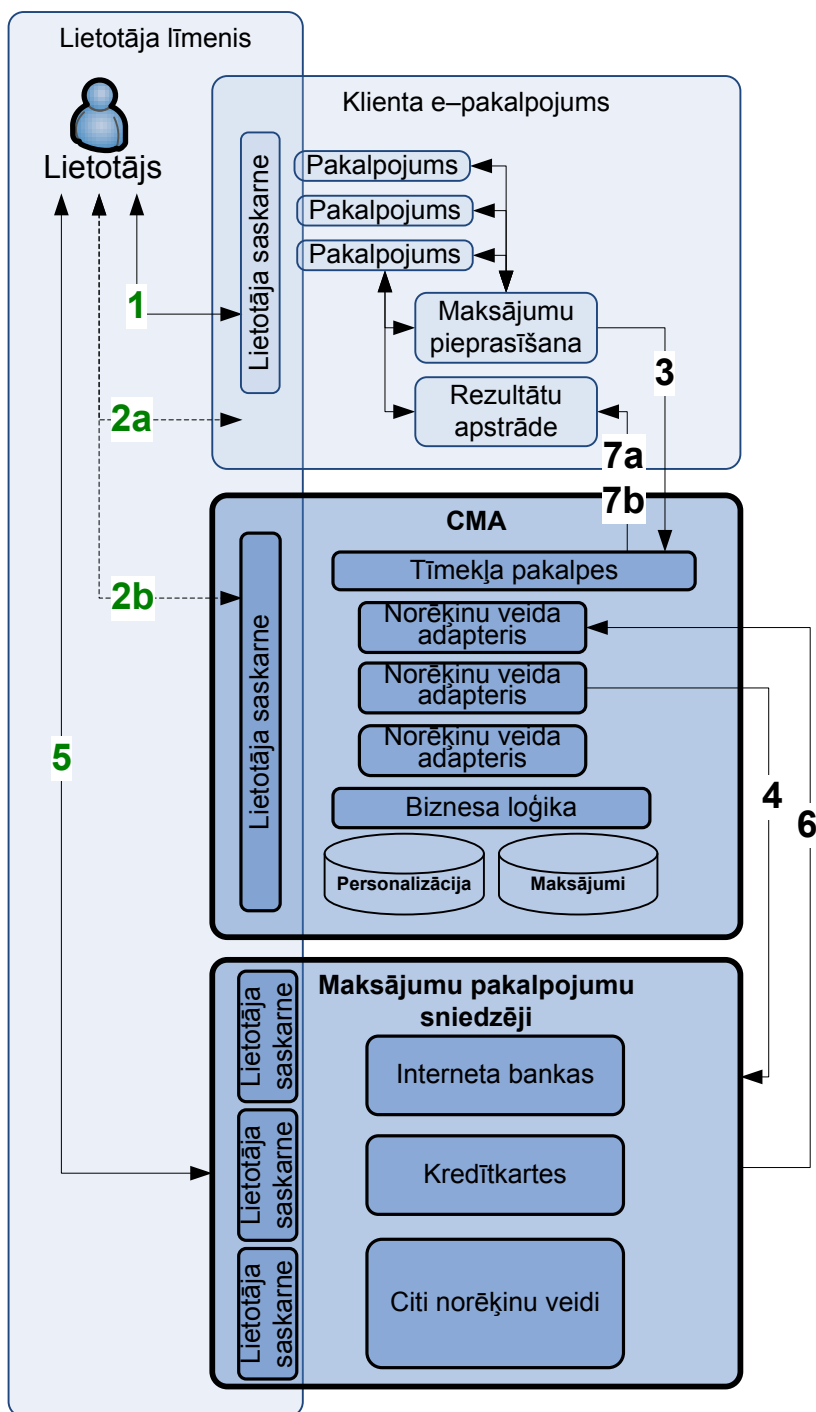 Lietotāja līmenis
Lietotājs
Klienta e–pakalpojums
Lietotāja saskarne
Pakalpojums
Pakalpojums
Pakalpojums
Maksājumu
pieprasīšana
Rezultātu
apstrāde
1
2a
3
7a
7b
CMA
Tīmekļa pakalpes
2b
Lietotāja saskarne
Norēķinu veida
adapteris
Norēķinu veida
adapteris
Norēķinu veida
adapteris
Biznesa loģika
Personalizācija
Maksājumi
5
4
6
Maksājumu pakalpojumu
sniedzēji
Lietotāja
saskarne
Interneta bankas
Lietotāja
saskarne
Kredītkartes
Lietotāja
saskarne
Citi norēķinu veidi